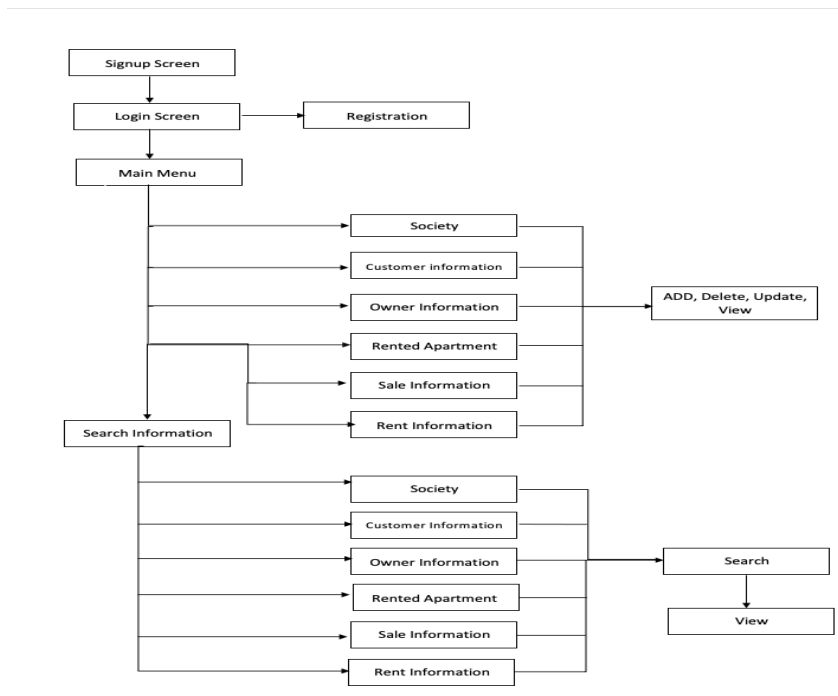 Signup Screen
Login Screen
Registration
Main Menu
Society
Customer information
Owner Information
ADD, Delete, Update,
View
Rented Apartment
Sale Information
Rent Information
Search Information
Society
Customer Information
Owner Information
Search
Rented Apartment
View
Sale Information
Rent Information